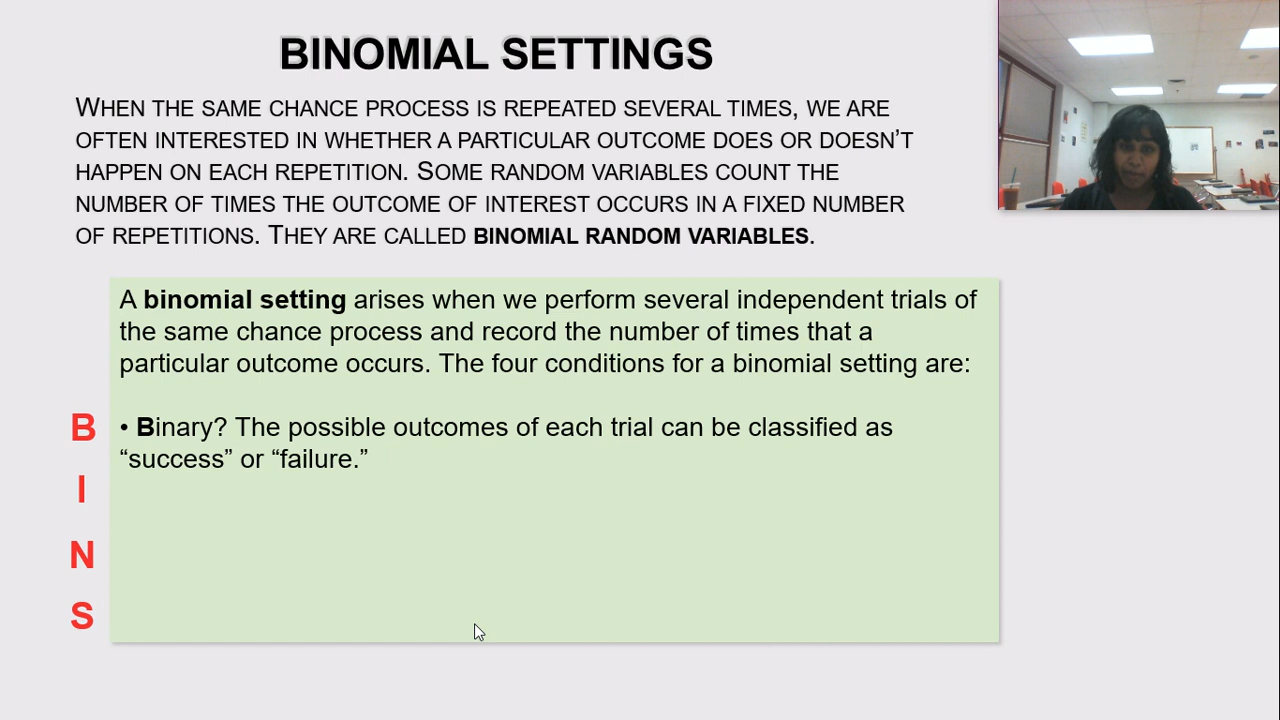 BINOMIAL SETTINGS
WHEN THE SAME CHANCE PROCESS IS REPEATED SEVERAL TIMES, WE ARE
OFTEN INTERESTED IN WHETHER A PARTICULAR OUTCOME DOES OR DOESN’T
HAPPEN ON EACH REPETITION. SOME RANDOM VARIABLES COUNT THE
NUMBER OF TIMES THE OUTCOME OF INTEREST OCCURS IN A FIXED NUMBER
OF REPETITIONS. THEY ARE CALLED BINOMIAL RANDOM VARIABLES.
A binomial setting arises when we perform several independent trials of
the same chance process and record the number of times that a
particular outcome occurs. The four conditions for a binomial setting are:
B • Binary? The possible outcomes of each trial can be classified as
“success” or “failure.”
I
N
S